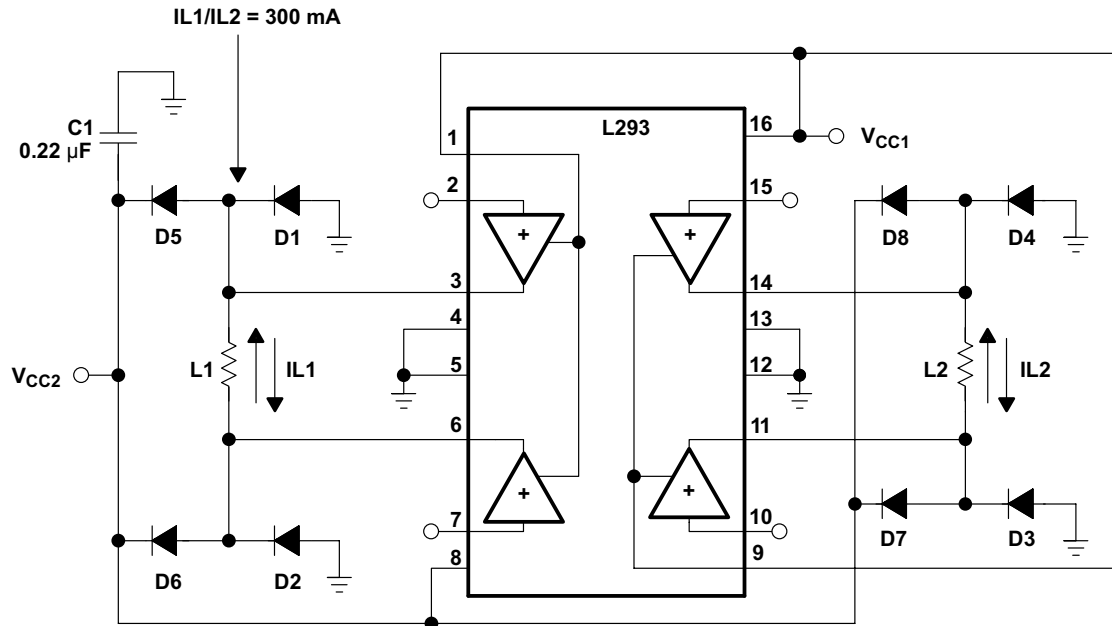 IL1/IL2 = 300 mA
C1
0.22 µF
L293
1
16
VCC1
2
15
D5
D1
D8
D4
3
14
4
13
VCC2
L1
IL1
5
12
L2
IL2
6
11
7
10
D6
D2
8
9
D7
D3
+
+
+
+